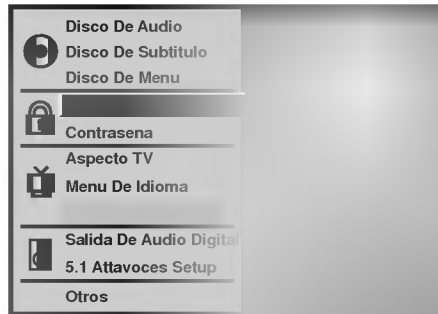 Disco De Audio
Disco De Subtitulo
Disco De Menu
Contrasena
Aspecto TV
Menu De Idioma
Salida De Audio Digital
5.1 Attavoces Setup
Otros